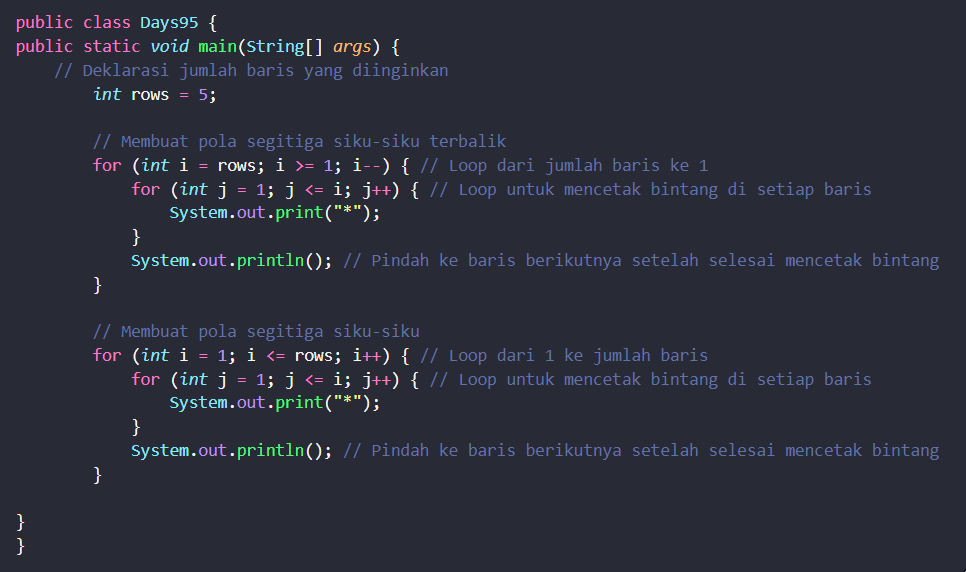 public class Days95 {
public static void main(String[] args) {
    // Deklarasi jumlah baris yang diinginkan
        int rows = 5;

        // Membuat pola segitiga siku-siku terbalik
        for (int i = rows; i >= 1; i--) { // Loop dari jumlah baris ke 1
            for (int j = 1; j <= i; j++) { // Loop untuk mencetak bintang di setiap baris
                System.out.print("*");
            }
            System.out.println(); // Pindah ke baris berikutnya setelah selesai mencetak bintang
        }

        // Membuat pola segitiga siku-siku
        for (int i = 1; i <= rows; i++) { // Loop dari 1 ke jumlah baris
            for (int j = 1; j <= i; j++) { // Loop untuk mencetak bintang di setiap baris
                System.out.print("*");
            }
            System.out.println(); // Pindah ke baris berikutnya setelah selesai mencetak bintang
        }

}
}